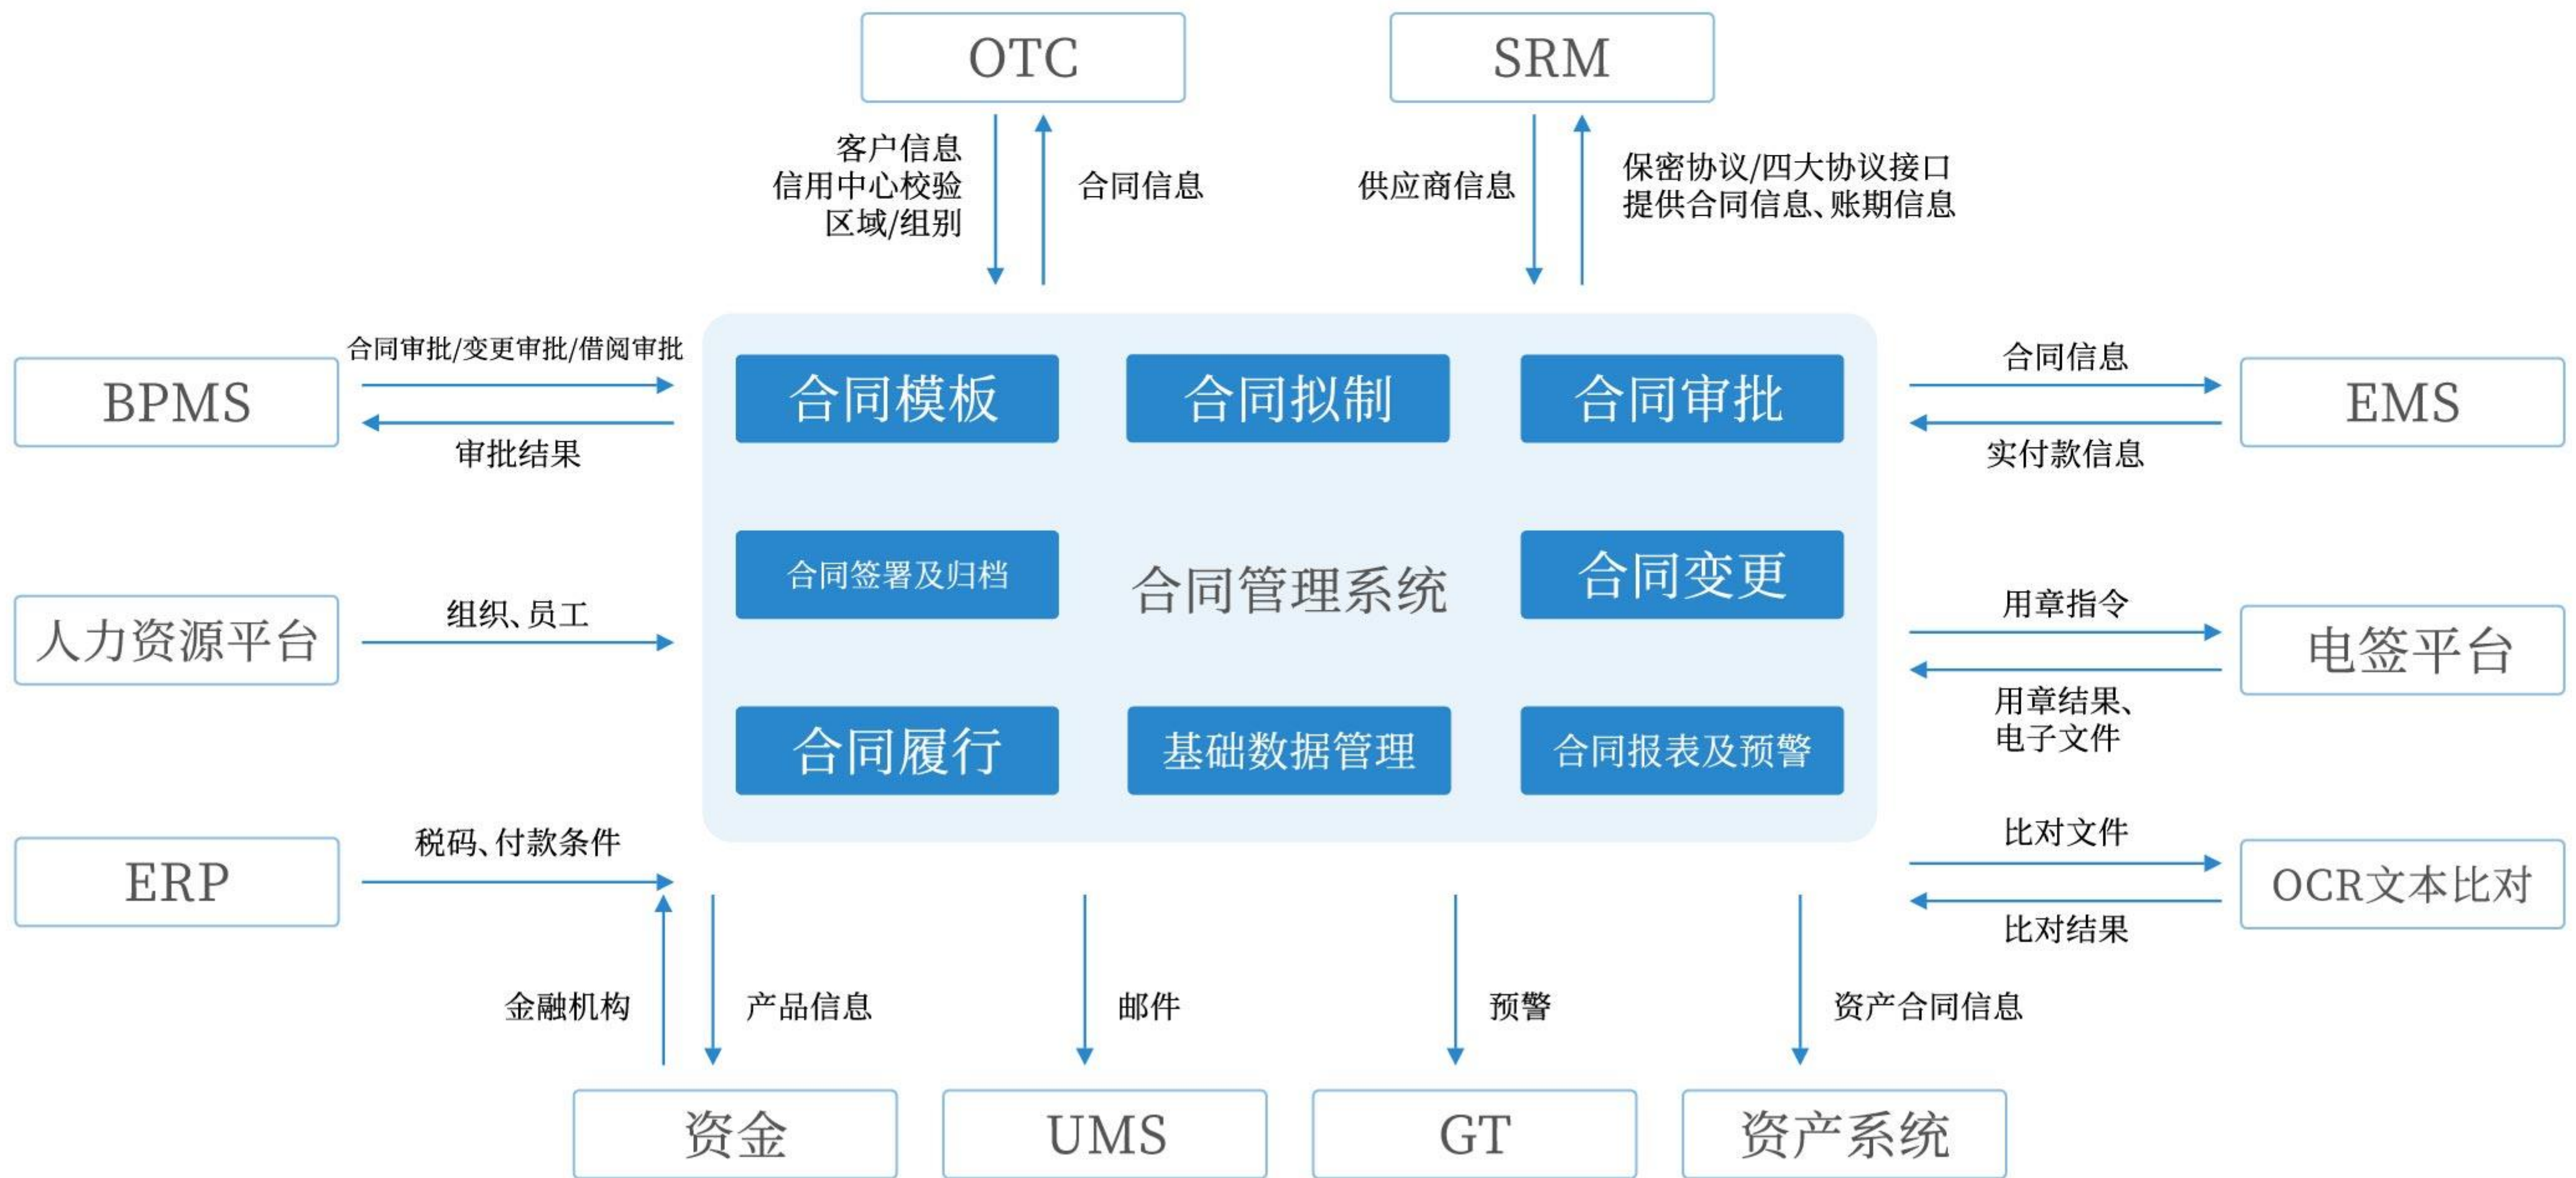 OTC
SRM
客户信息
信用中心校验
区域/组别
合同信息
供应商信息
保密协议/四大协议接口
提供合同信息、账期信息
BPMS
合同审批/变更审批/借阅审批
审批结果
合同模板
合同拟制
合同审批
合同信息
实付款信息
EMS
人力资源平台
组织、员工
合同签署及归档
合同管理系统
合同变更
用章指令
用章结果、
电子文件
电签平台
合同履行
基础数据管理
合同报表及预警
ERP
税码、付款条件
比对文件
比对结果
OCR文本比对
金融机构
产品信息
邮件
预警
资产合同信息
资金
UMS
GT
资产系统